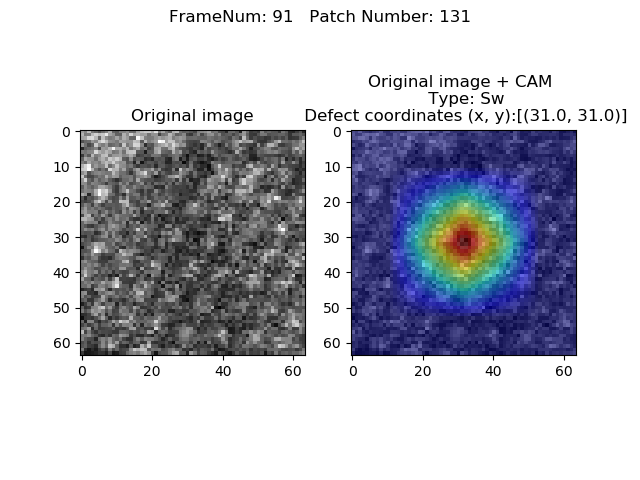 FrameNum: 91   Patch Number: 131
Original image
Original image + CAM
Type: Sw
Defect coordinates (x, y):[(31.0, 31.0)]
0
10
20
30
40
50
60
0 20 40 60
0
10
20
30
40
50
60
0 20 40 60